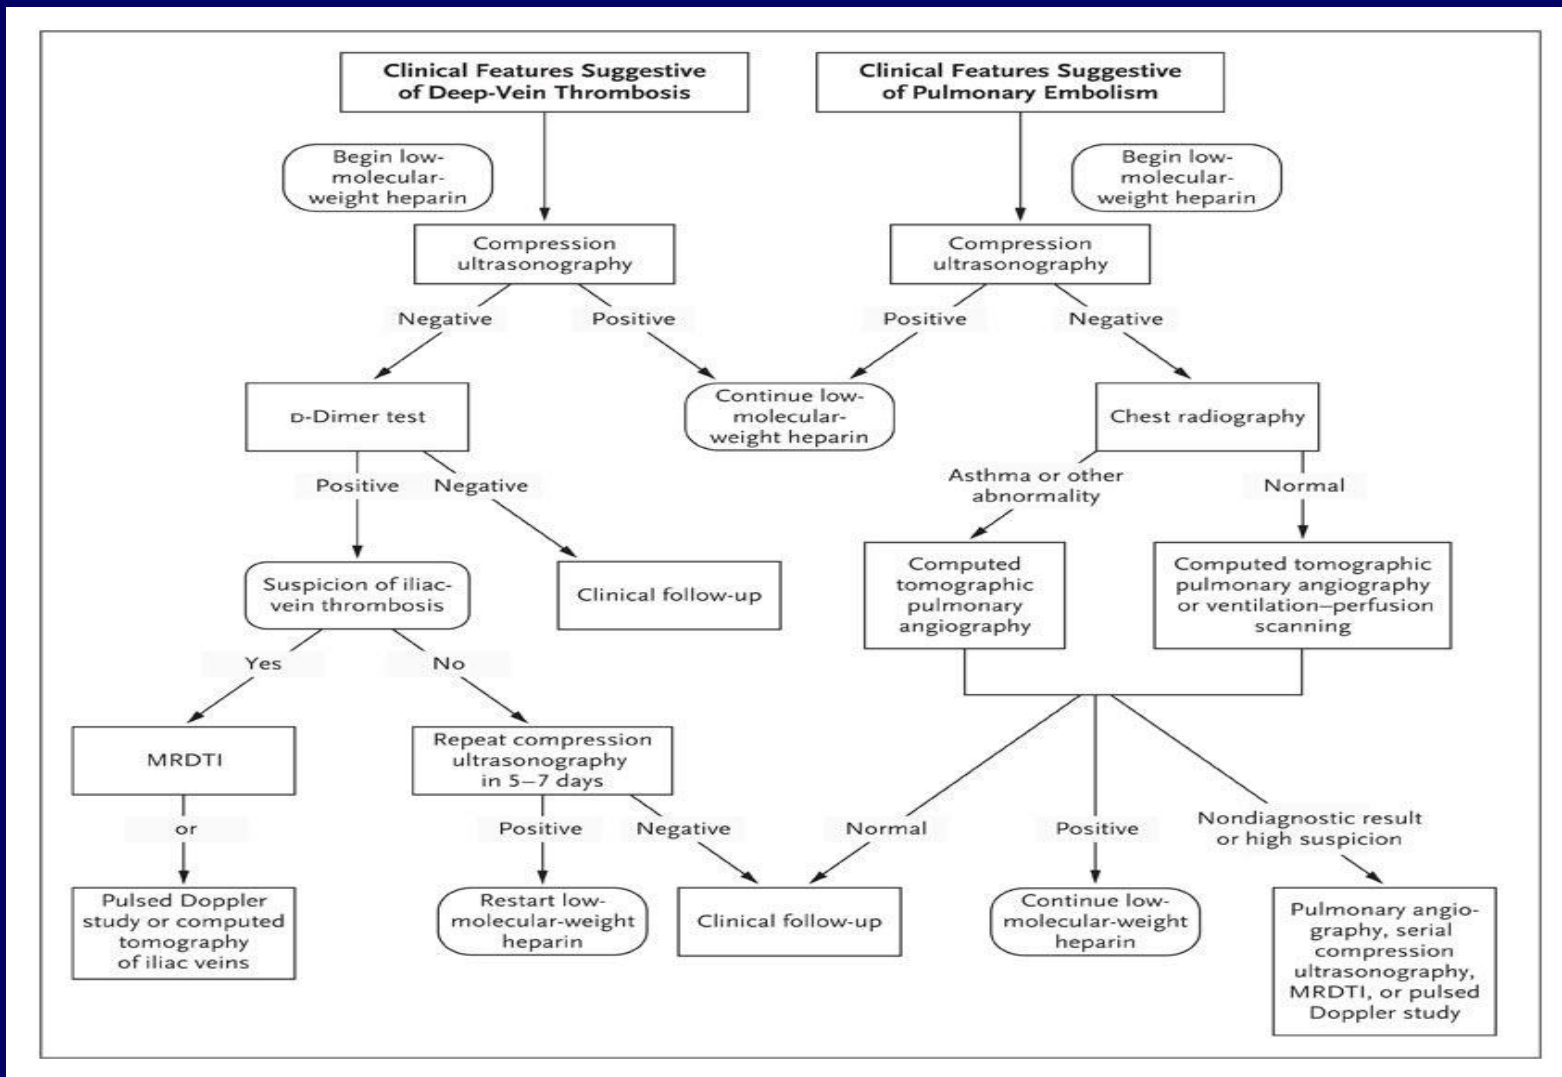 Clinical Features Suggestive
of Deep-Vein Thrombosis
Clinical Features Suggestive
of Pulmonary Embolism
Begin low-
molecular-
weight heparin
Begin low-
molecular-
weight heparin
Compression
ultrasonography
Compression
ultrasonography
Negative
Positive
Positive
Negative
D-Dimer test
Continue low-
molecular-
weight heparin
Chest radiography
Positive
Negative
Asthma or other
abnormality
Normal
Suspicion of iliac-
vein thrombosis
Clinical follow-up
Computed
tomographic
pulmonary
angiography
Computed tomographic
pulmonary angiography
or ventilation–perfusion
scanning
Yes
No
MRDTI
Repeat compression
ultrasonography
in 5–7 days
or
Positive
Negative
Normal
Positive
Nondiagnostic result
or high suspicion
Pulsed Doppler
study or computed
tomography
of iliac veins
Restart low-
molecular-weight
heparin
Clinical follow-up
Continue low-
molecular-weight
heparin
Pulmonary angio-
graphy, serial
compression
ultrasonography,
MRDTI, or pulsed
Doppler study